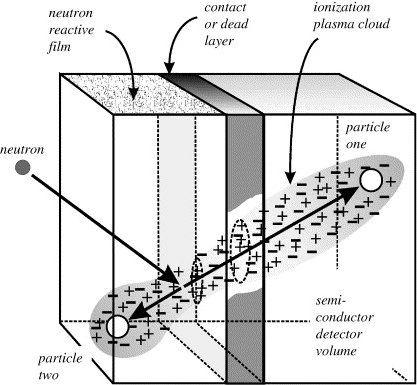 neutron
reactive
film
contact
or dead
layer
ionization
plasma cloud
neutron
particle
one
semi-
conductor
detector
volume
particle
two